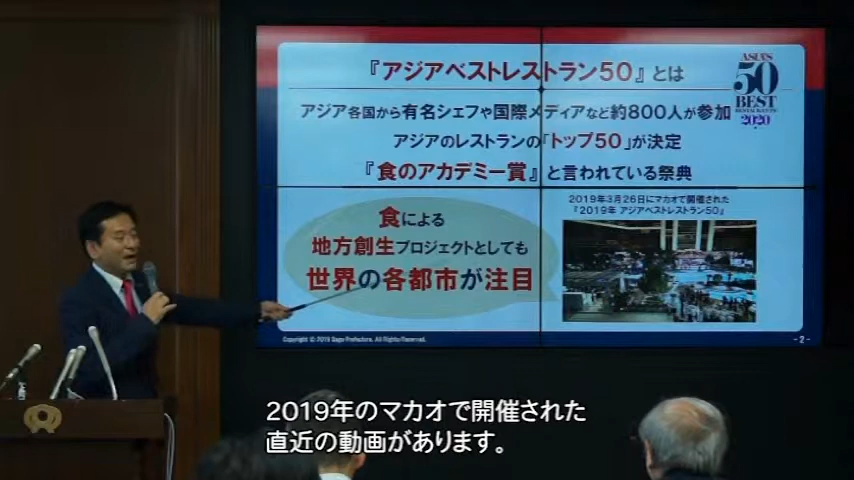 『アジアベストレストラン50』とは
ASIA'S
50
BEST
RESTAURANTS
2020
アジア各国から有名シェフや国際メディアなど約800人が参加
アジアのレストランの「トップ50」が決定
『食のアカデミー賞』と言われている祭典
2019年3月26日にマカオで開催された
『2019年 アジアベストレストラン50』
食による
地方創生プロジェクトとしても
世界の各都市が注目
Copyright © 2019 Saga Prefecture. All Rights Reserved.
- 2 -
2019年のマカオで開催された
直近の動画があります。